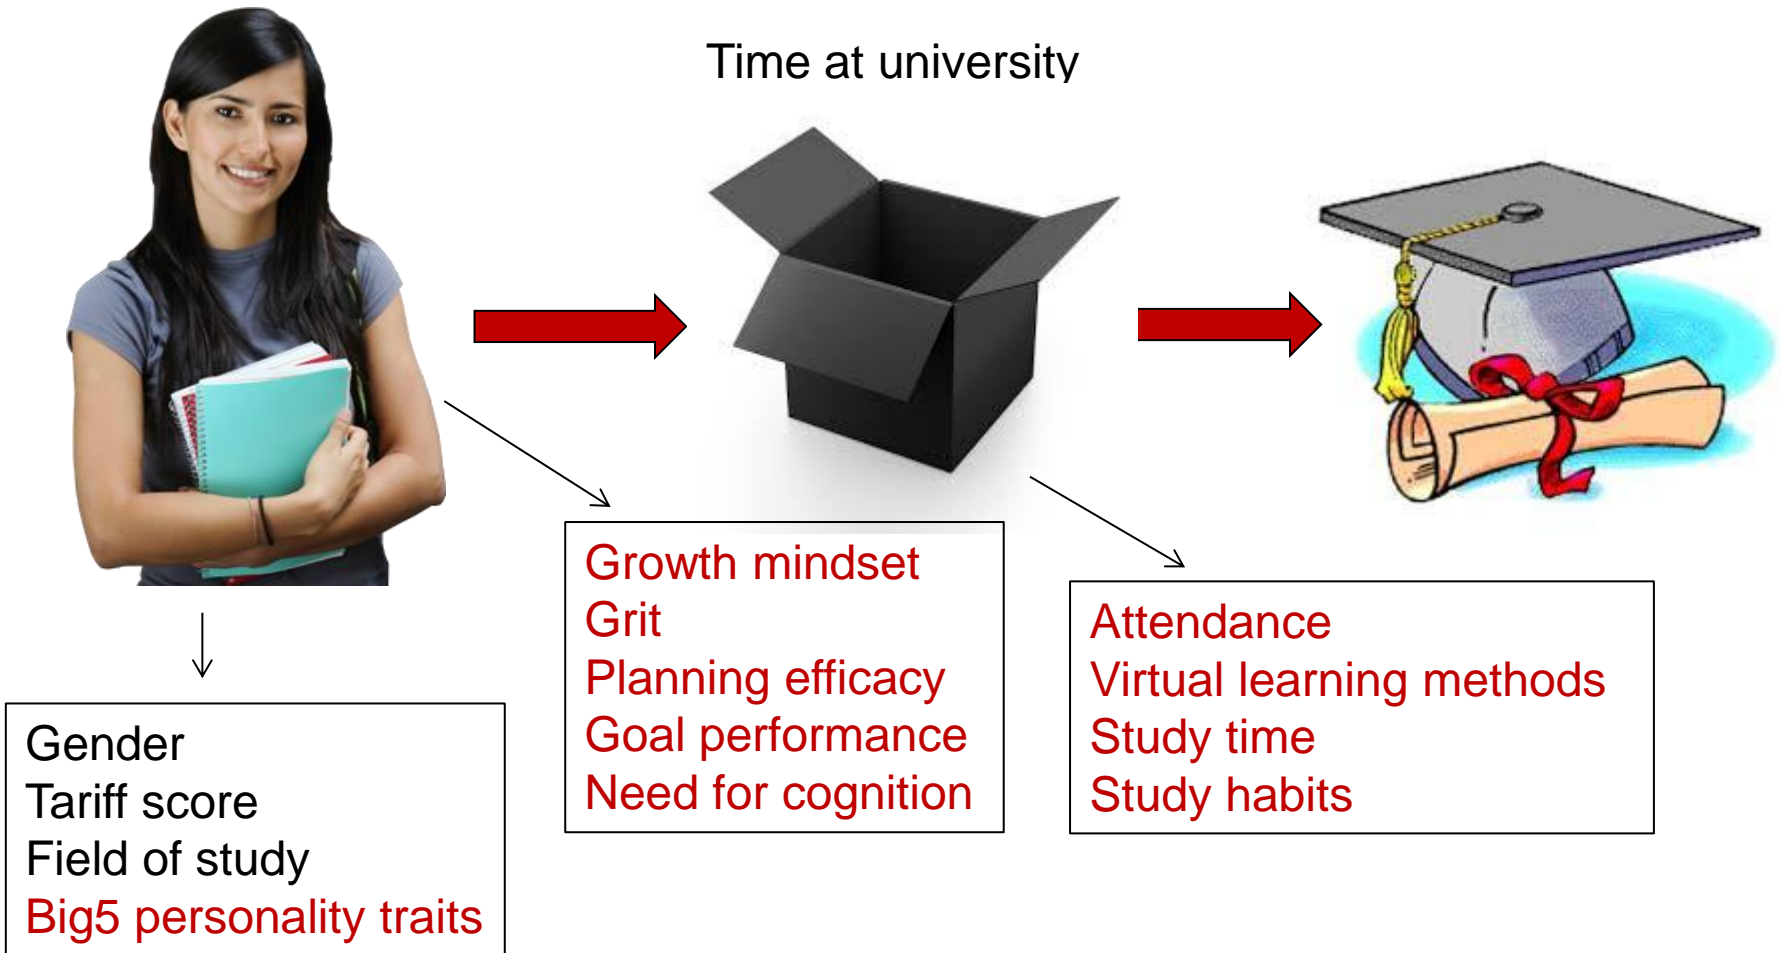 Time at university
Growth mindset
Grit
Planning efficacy
Goal performance
Need for cognition
Attendance
Virtual learning methods
Study time
Study habits
Gender
Tariff score
Field of study
Big5 personality traits